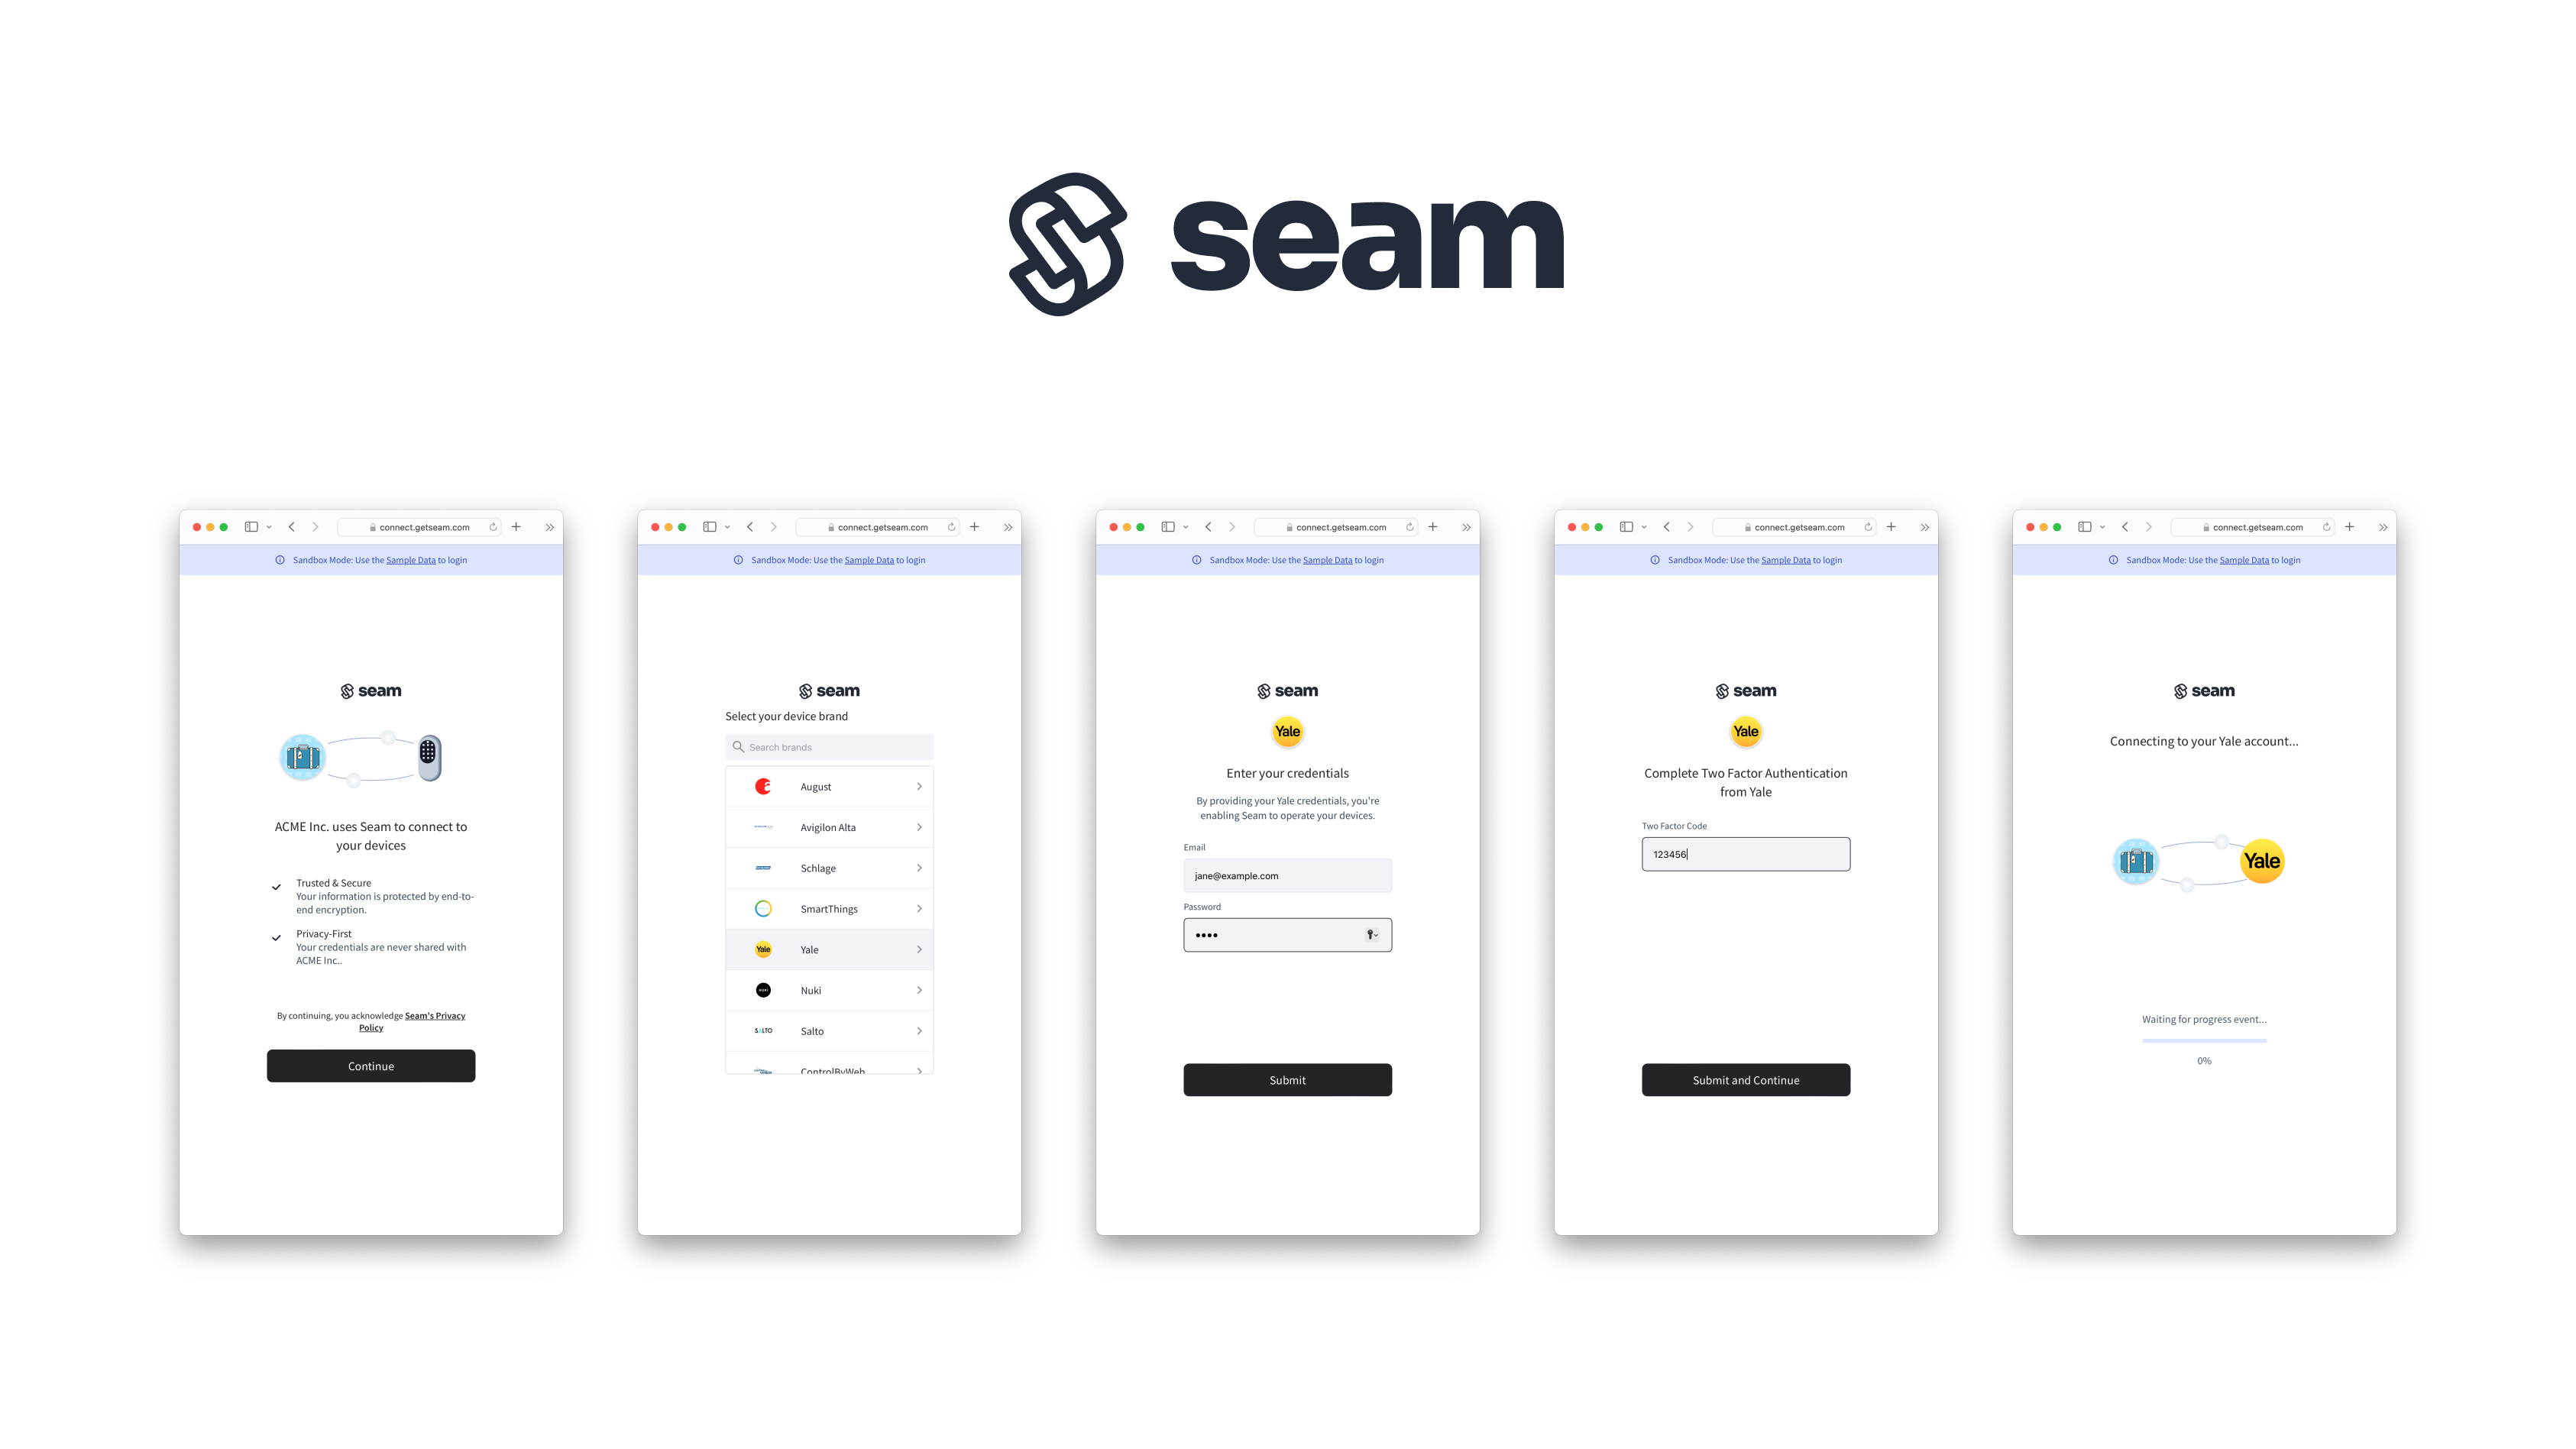 seam
connect.getseam.com
Sandbox Mode: Use the Sample Data to login
seam
ACME Inc. uses Seam to connect to
your devices
Trusted & Secure
Your information is protected by end-to-
end encryption.
Privacy-First
Your credentials are never shared with
ACME Inc..
By continuing, you acknowledge Seam's Privacy
Policy
Continue
connect.getseam.com
Sandbox Mode: Use the Sample Data to login
seam
Select your device brand
Search brands
August
Avigilon Alta
Schlage
SmartThings
Yale Yale
Nuki
SALTO Salto
ControlByWeb
connect.getseam.com
Sandbox Mode: Use the Sample Data to login
seam
Yale
Enter your credentials
By providing your Yale credentials, you're
enabling Seam to operate your devices.
Email
jane@example.com
Password
connect.getseam.com
Submit
Sandbox Mode: Use the Sample Data to login
seam
Yale
Complete Two Factor Authentication
from Yale
Two Factor Code
123456
Submit and Continue
connect.getseam.com
Sandbox Mode: Use the Sample Data to login
seam
Connecting to your Yale account...
Yale
Waiting for progress event...
0%